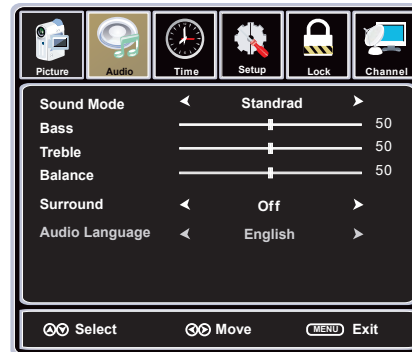 Picture Audio Time Setup Lock Channel
Sound Mode Standrad
Bass 50
Treble 50
Balance 50
Surround Off
Audio Language English
Select Move MENU Exit